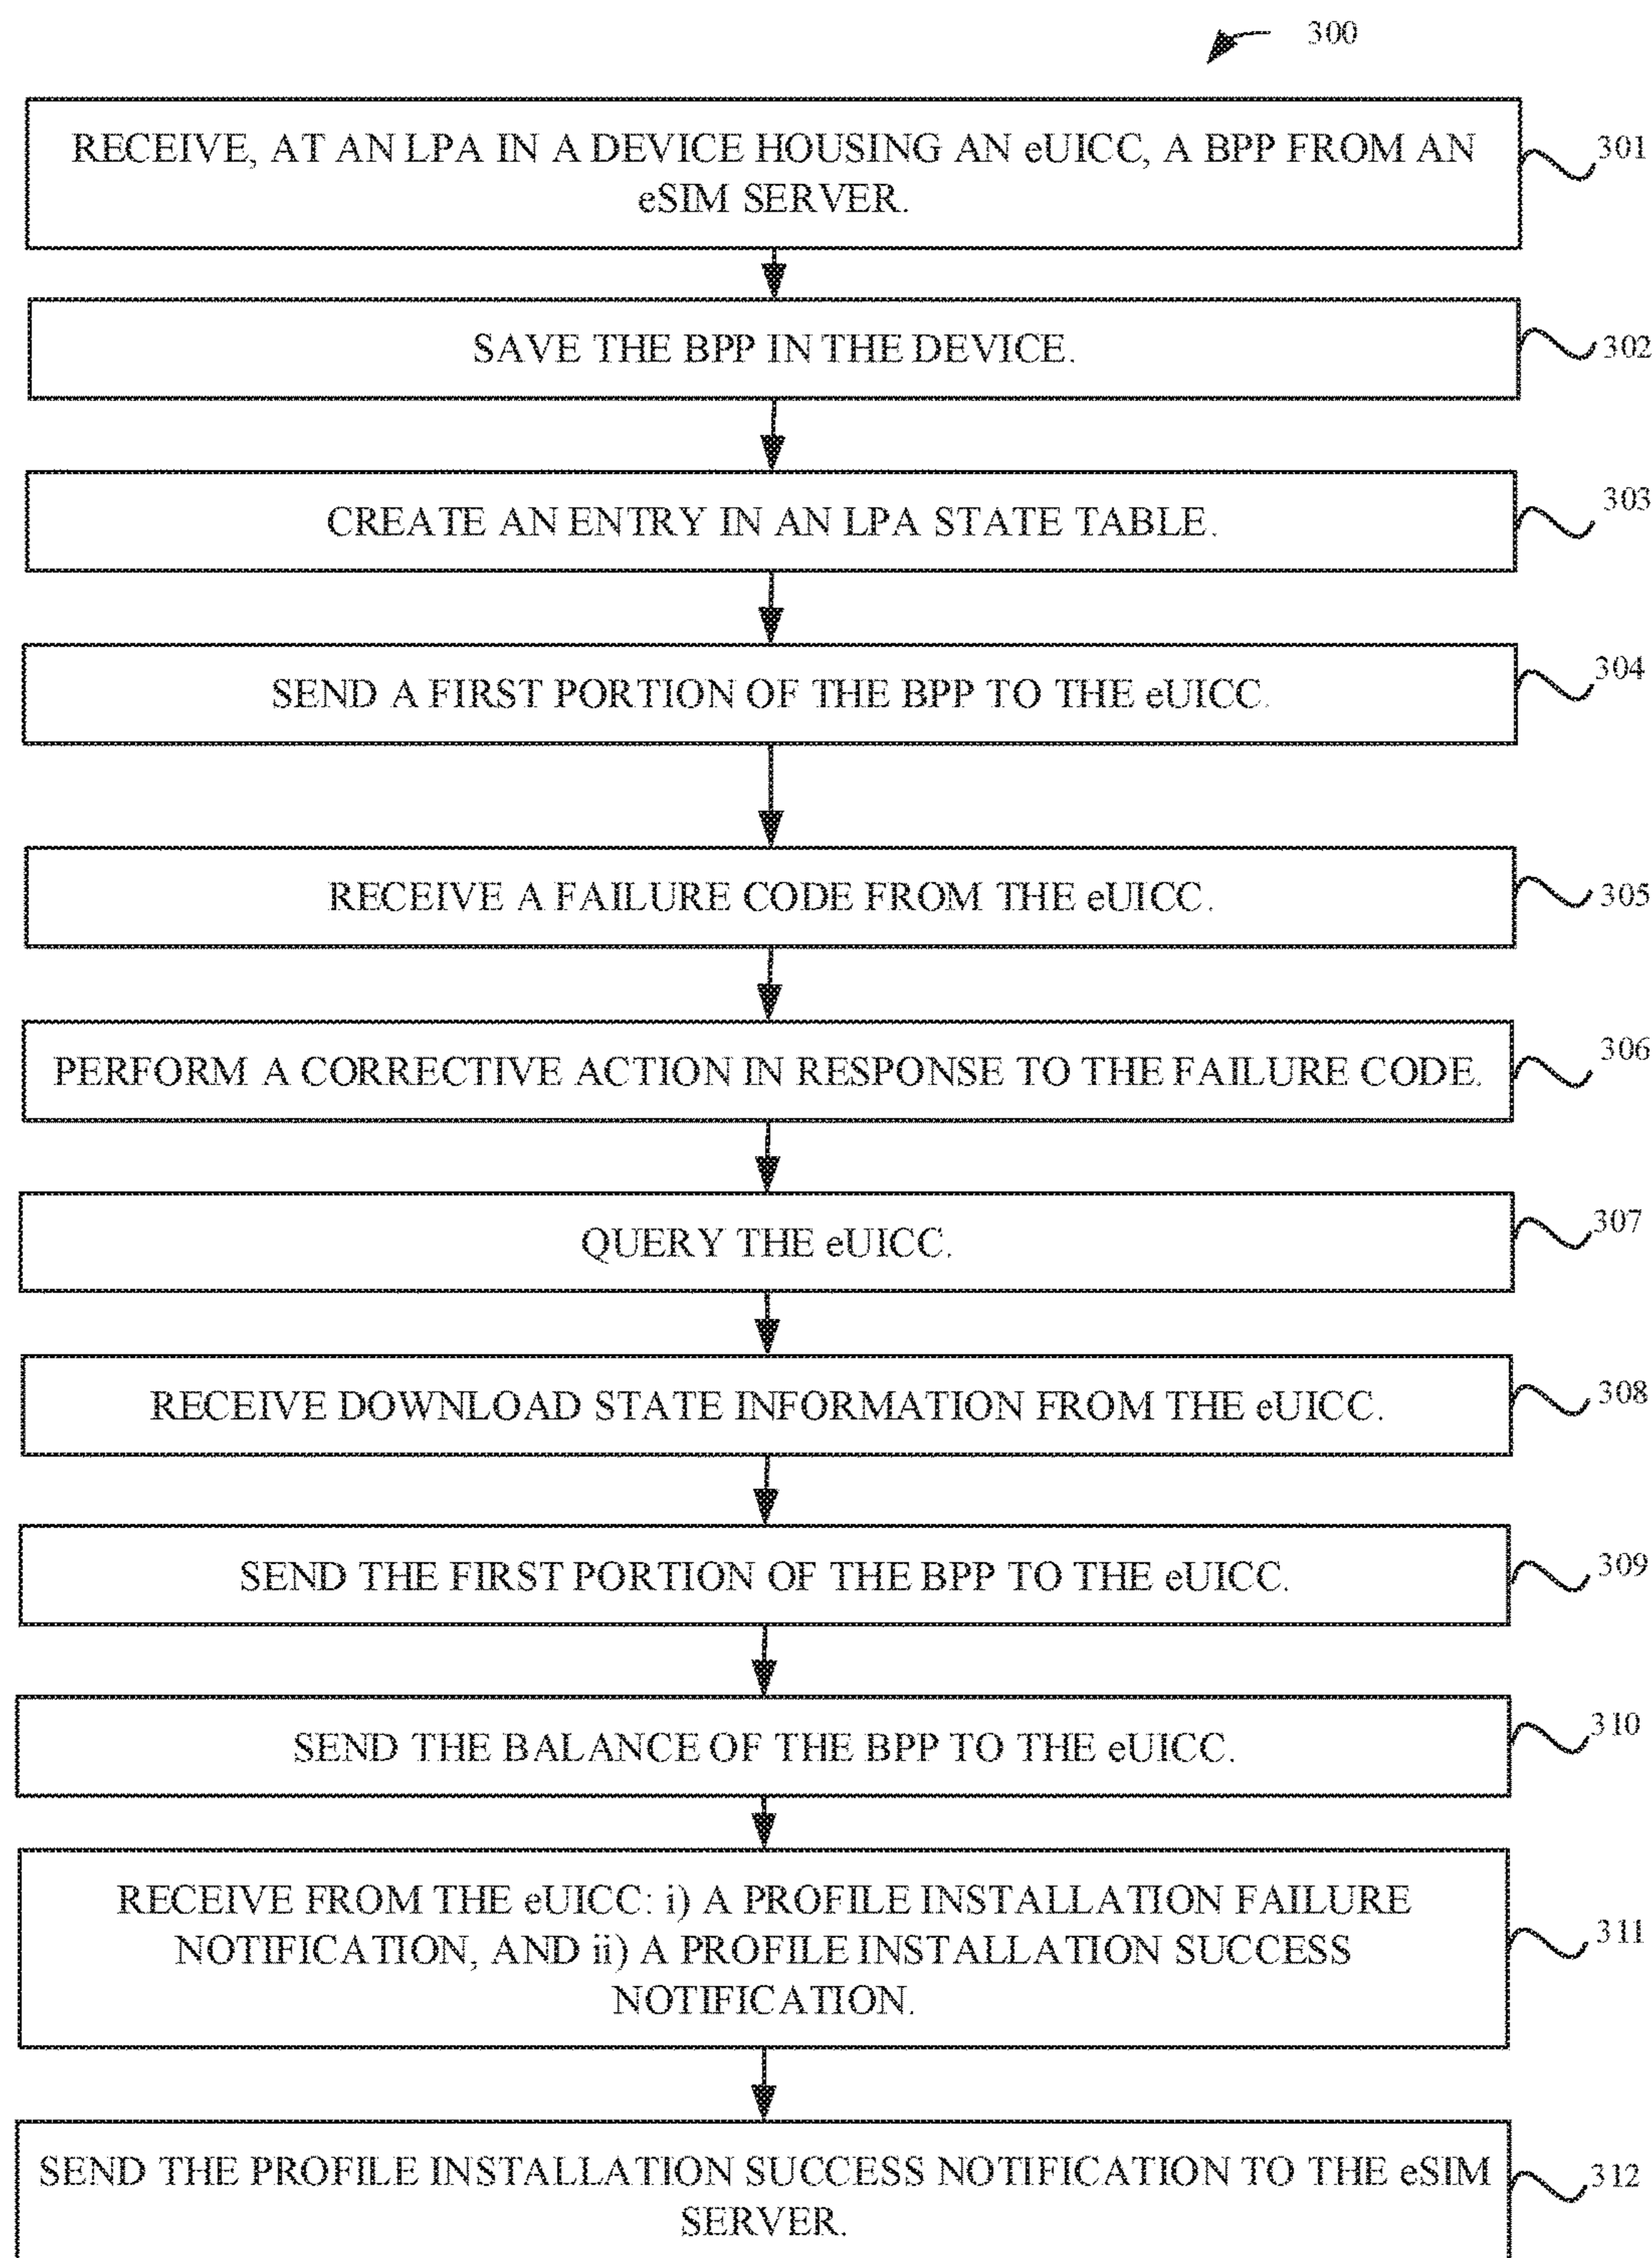 300
RECEIVE, AT AN LPA IN A DEVICE HOUSING AN eUICC, A BPP FROM AN
eSIM SERVER.
301
SAVE THE BPP IN THE DEVICE.
302
CREATE AN ENTRY IN AN LPA STATE TABLE.
303
SEND A FIRST PORTION OF THE BPP TO THE eUICC.
304
RECEIVE A FAILURE CODE FROM THE eUICC.
305
PERFORM A CORRECTIVE ACTION IN RESPONSE TO THE FAILURE CODE.
306
QUERY THE eUICC.
307
RECEIVE DOWNLOAD STATE INFORMATION FROM THE eUICC.
308
SEND THE FIRST PORTION OF THE BPP TO THE eUICC.
309
SEND THE BALANCE OF THE BPP TO THE eUICC.
310
RECEIVE FROM THE eUICC: i) A PROFILE INSTALLATION FAILURE
NOTIFICATION, AND ii) A PROFILE INSTALLATION SUCCESS
NOTIFICATION.
311
SEND THE PROFILE INSTALLATION SUCCESS NOTIFICATION TO THE eSIM
SERVER.
312